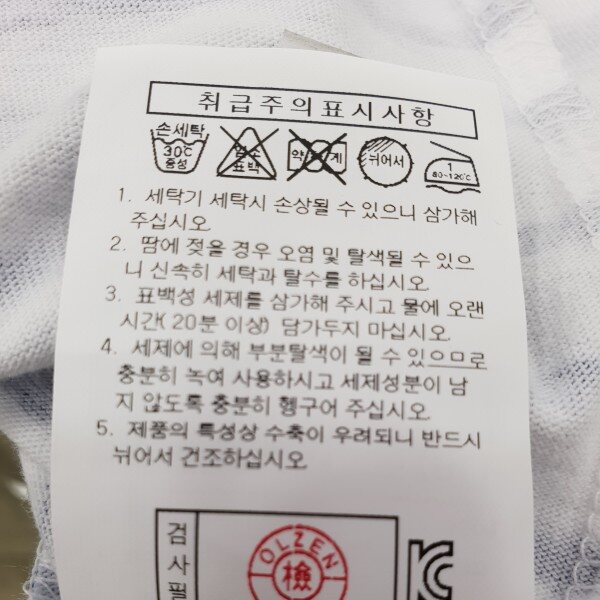 취급주의표시사항
손세탁
30℃
중성
염소
표백
약하게
뉘어서
1
80~120℃
1. 세탁기 세탁시 손상될 수 있으니 삼가해
주십시오
2. 땀에 젖을 경우 오염 및 탈색될 수 있으
니 신속히 세탁과 탈수를 하십시오
3. 표백성 세제를 삼가해 주시고 물에 오랜
시간(20분 이상) 담가두지 마십시오.
4. 세제에 의해 부분탈색이 될 수 있으므로
충분히 녹여 사용하시고 세제성분이 남
지 않도록 충분히 헹구어 주십시오.
5. 제품의 특성상 수축이 우려되니 반드시
뉘어서 건조하십시오
검사필
OLZEN
檢